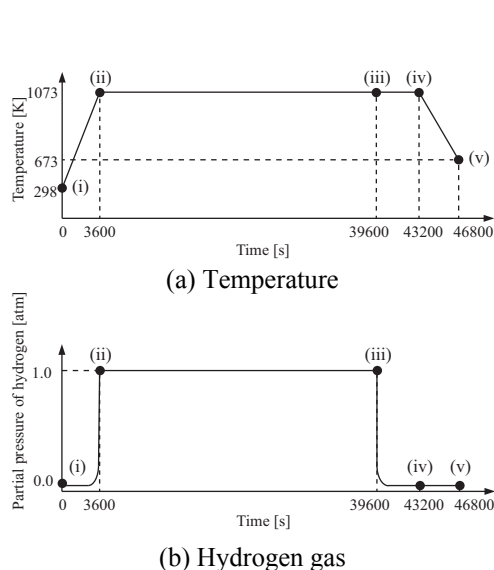 Temperature [K]
1073
673
298
(i)
(ii)
(iii)
(iv)
(v)
0
3600
39600
43200
46800
Time [s]
(a) Temperature
Partial pressure of hydrogen [atm]
1.0
0.0
(i)
(ii)
(iii)
(iv)
(v)
0
3600
39600
43200
46800
Time [s]
(b) Hydrogen gas